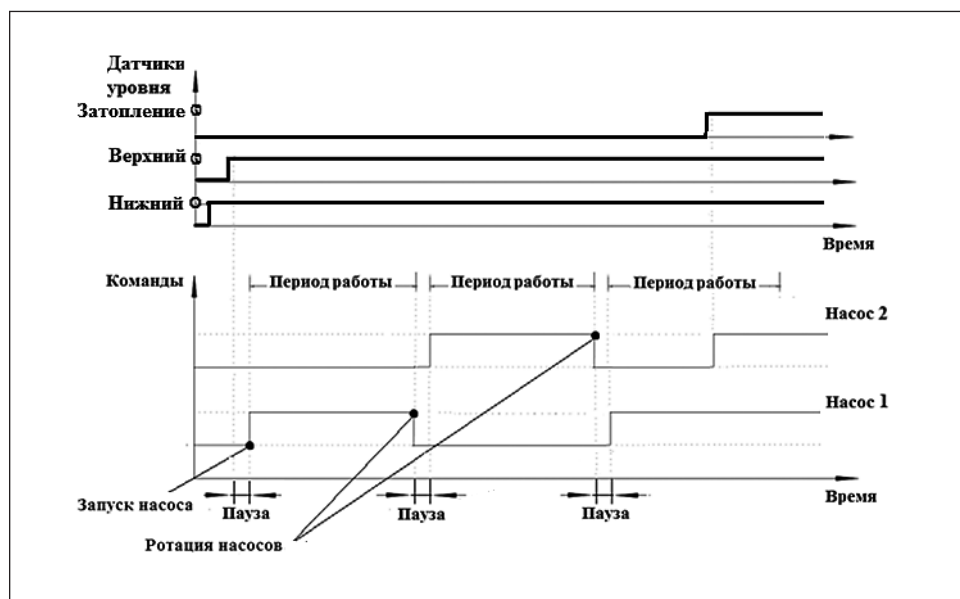 Датчики
уровня
Затопление
Верхний
Нижний
Время
Команды
Период работы
Период работы
Период работы
Насос 2
Насос 1
Время
Запуск насоса
Пауза
Пауза
Пауза
Ротация насосов